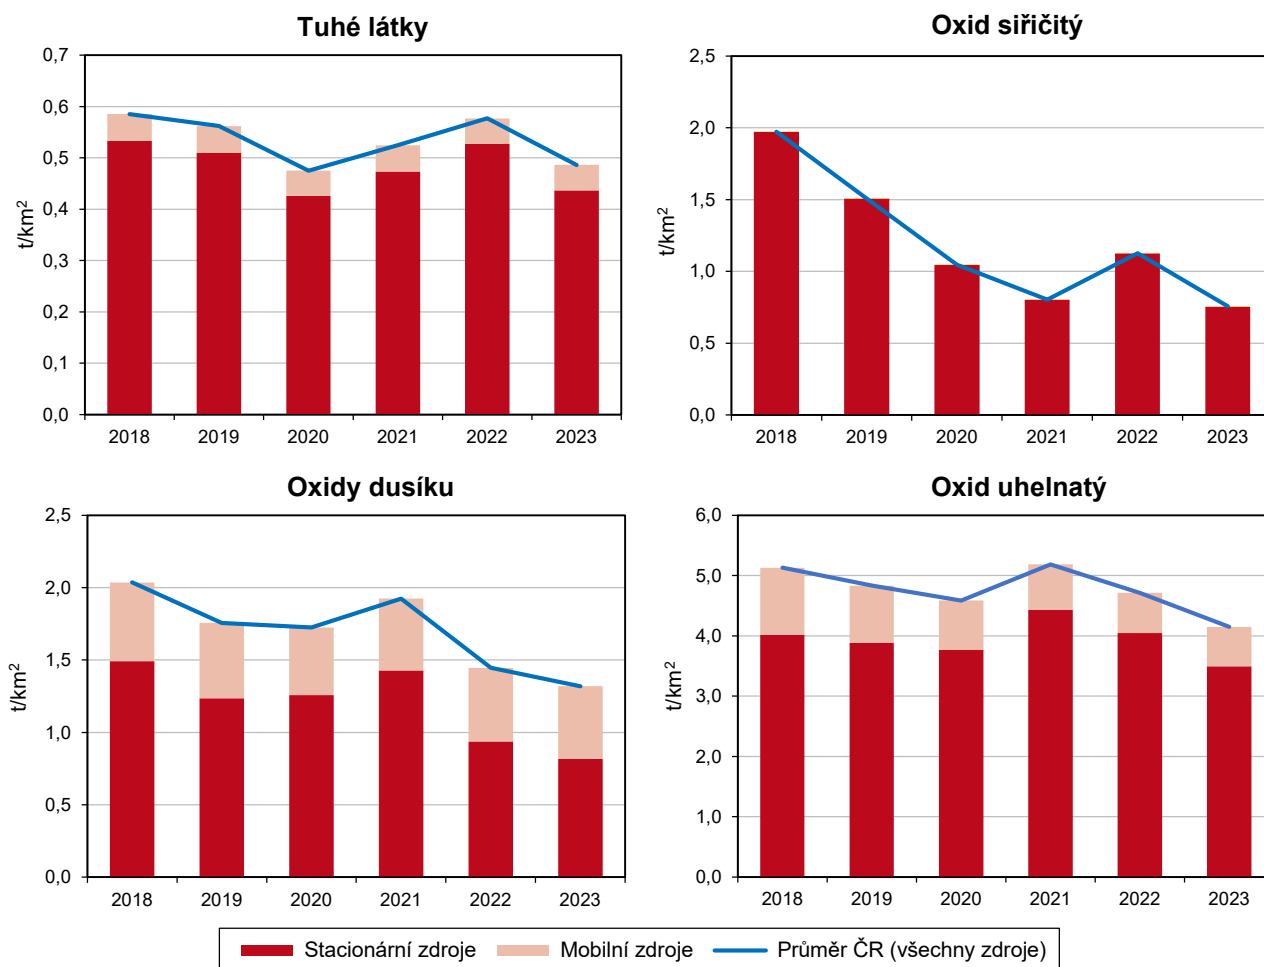 Tuhé látky
0,7
0,6
0,5
0,4
0,3
0,2
0,1
0,0
t/km²
2018 2019 2020 2021 2022 2023
Oxid siřičitý
2,5
2,0
1,5
1,0
0,5
0,0
t/km²
2018 2019 2020 2021 2022 2023
Oxidy dusíku
2,5
2,0
1,5
1,0
0,5
0,0
t/km²
2018 2019 2020 2021 2022 2023
Oxid uhelnatý
6,0
5,0
4,0
3,0
2,0
1,0
0,0
t/km²
2018 2019 2020 2021 2022 2023
Stacionární zdroje Mobilní zdroje Průměr ČR (všechny zdroje)